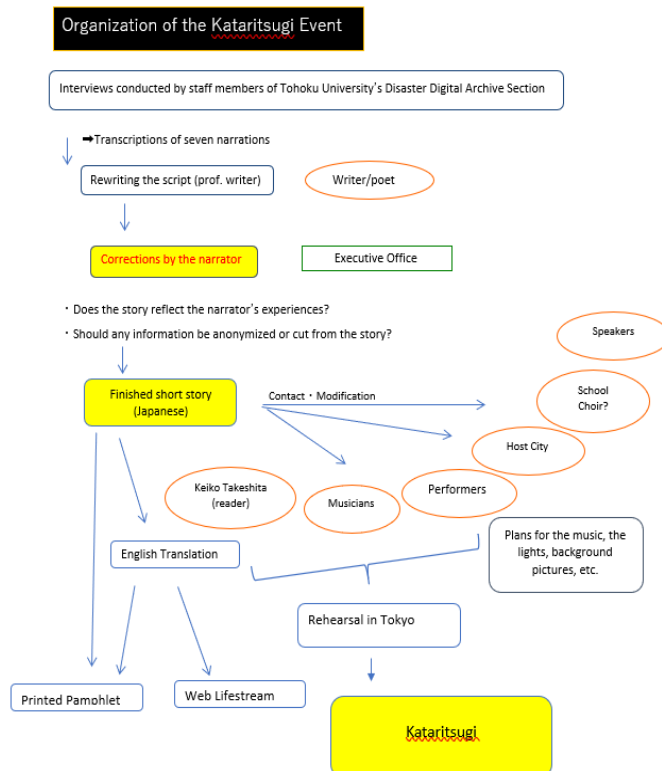 Organization of the Kataritsugi Event
Interviews conducted by staff members of Tohoku University's Disaster Digital Archive Section
➡Transcriptions of seven narrations
Rewriting the script (prof. writer)
Writer/poet
Corrections by the narrator
Executive Office
・Does the story reflect the narrator's experiences?
・Should any information be anonymized or cut from the story?
Speakers
Finished short story
(Japanese)
Contact・Modification
School
Choir?
Host City
Keiko Takeshita
(reader)
Musicians
Performers
English Translation
Plans for the music, the
lights, background
pictures, etc.
Rehearsal in Tokyo
Printed Pamohlet
Web Lifestream
Kataritsugi